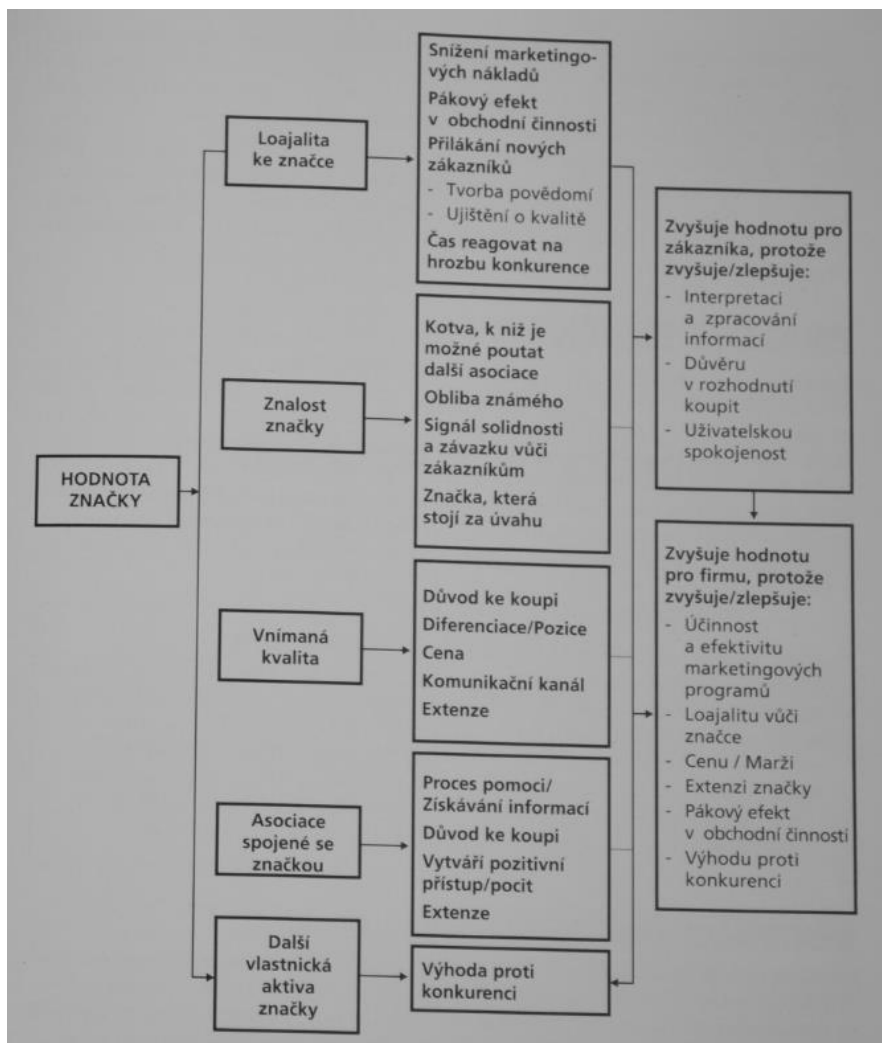 HODNOTA
ZNAČKY
Loajalita
ke značce
Snížení marketingo-
vých nákladů
Pákový efekt
v obchodní činnosti
Přilákání nových
zákazníků
- Tvorba povědomí
- Ujištění o kvalitě
Čas reagovat na
hrozbu konkurence
Znalost
značky
Kotva, k níž je
možné poutat
další asociace
Obliba známého
Signál solidnosti
a závazku vůči
zákazníkům
Značka, která
stojí za úvahu
Vnímaná
kvalita
Důvod ke koupi
Diferenciace/Pozice
Cena
Komunikační kanál
Extenze
Asociace
spojené se
značkou
Proces pomoci/
Získávání informací
Důvod ke koupi
Vytváří pozitivní
přístup/pocit
Extenze
Další
vlastnická
aktiva
značky
Výhoda proti
konkurenci
Zvyšuje hodnotu pro
zákazníka, protože
zvyšuje/zlepšuje:
- Interpretaci
a zpracování
informací
- Důvěru
v rozhodnutí
koupit
- Uživatelskou
spokojenost
Zvyšuje hodnotu
pro firmu, protože
zvyšuje/zlepšuje:
- Účinnost
a efektivitu
marketingových
programů
- Loajalitu vůči
značce
- Cenu / Marži
- Extenzi značky
- Pákový efekt
v obchodní činnosti
- Výhodu proti
konkurenci